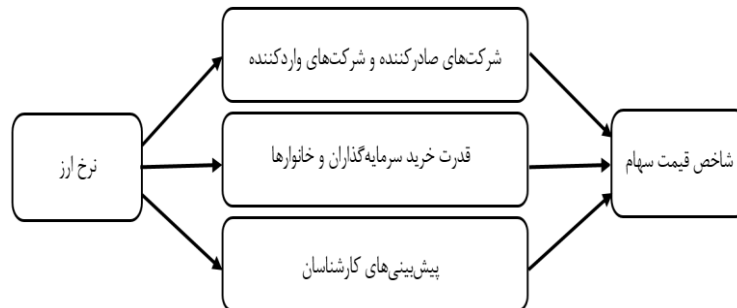 شرکت‌های صادرکننده و شرکت‌های واردکننده
نرخ ارز
قدرت خرید سرمایه‌گذاران و خانوارها
شاخص قیمت سهام
پیش‌بینی‌های کارشناسان